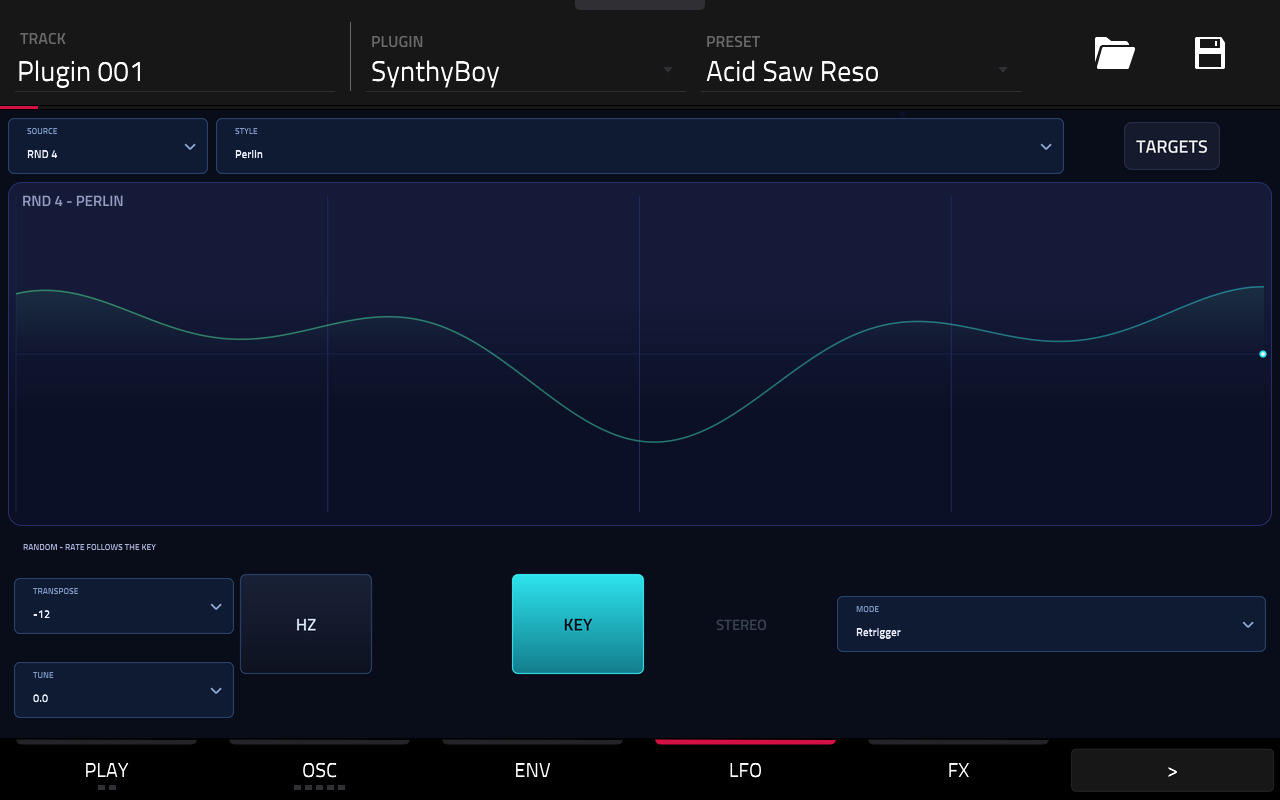 TRACK
Plugin 001
PLUGIN
SynthyBoy
PRESET
Acid Saw Reso
SOURCE
RND 4
STYLE
Perlin
TARGETS
RND 4 - PERLIN
RANDOM - RATE FOLLOWS THE KEY
TRANSPOSE
-12
HZ
KEY
STEREO
MODE
Retrigger
TUNE
0.0
PLAY
OSC
ENV
LFO
FX
>